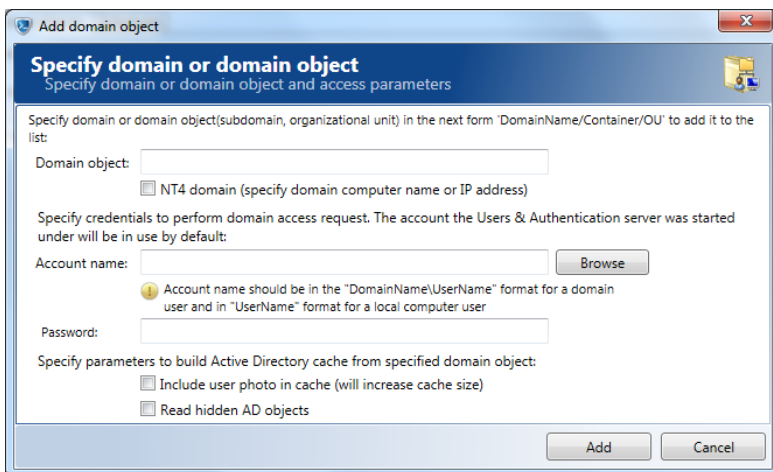 Add domain object
Specify domain or domain object
Specify domain or domain object and access parameters
Specify domain or domain object(subdomain, organizational unit) in the next form 'DomainName/Container/OU' to add it to the
list:
Domain object:
NT4 domain (specify domain computer name or IP address)
Specify credentials to perform domain access request. The account the Users & Authentication server was started
under will be in use by default:
Account name:
Browse
Account name should be in the "DomainName\UserName" format for a domain
user and in "UserName" format for a local computer user
Password:
Specify parameters to build Active Directory cache from specified domain object:
Include user photo in cache (will increase cache size)
Read hidden AD objects
Add
Cancel